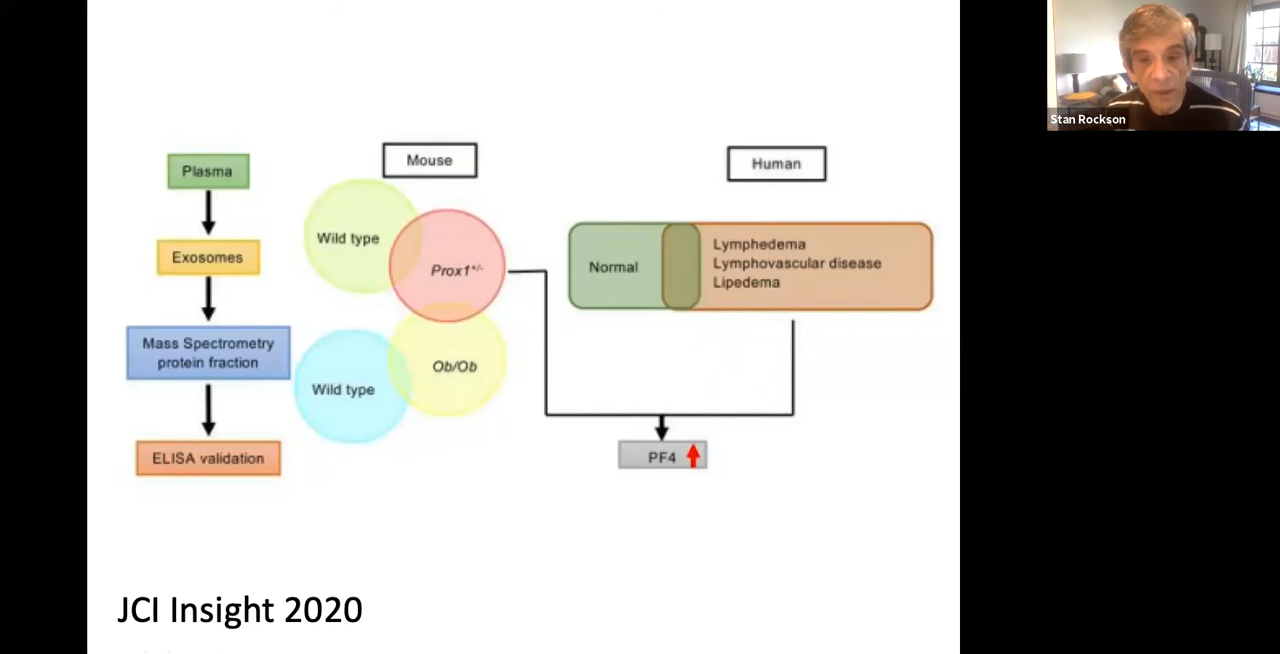 Stan Rockson
Plasma
Exosomes
Mass Spectrometry
protein fraction
ELISA validation
Mouse
Wild type
Prox1+/-
Wild type
Ob/Ob
Human
Normal
Lymphedema
Lymphovascular disease
Lipedema
PF4
JCI Insight 2020